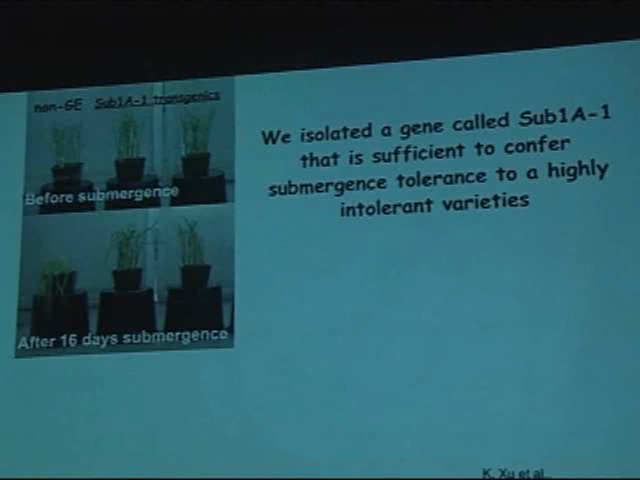 non-GE Sub1A-1 transgenics
Before submergence
After 16 days submergence
We isolated a gene called Sub1A-1
that is sufficient to confer
submergence tolerance to a highly
intolerant varieties
K. Xu et al.